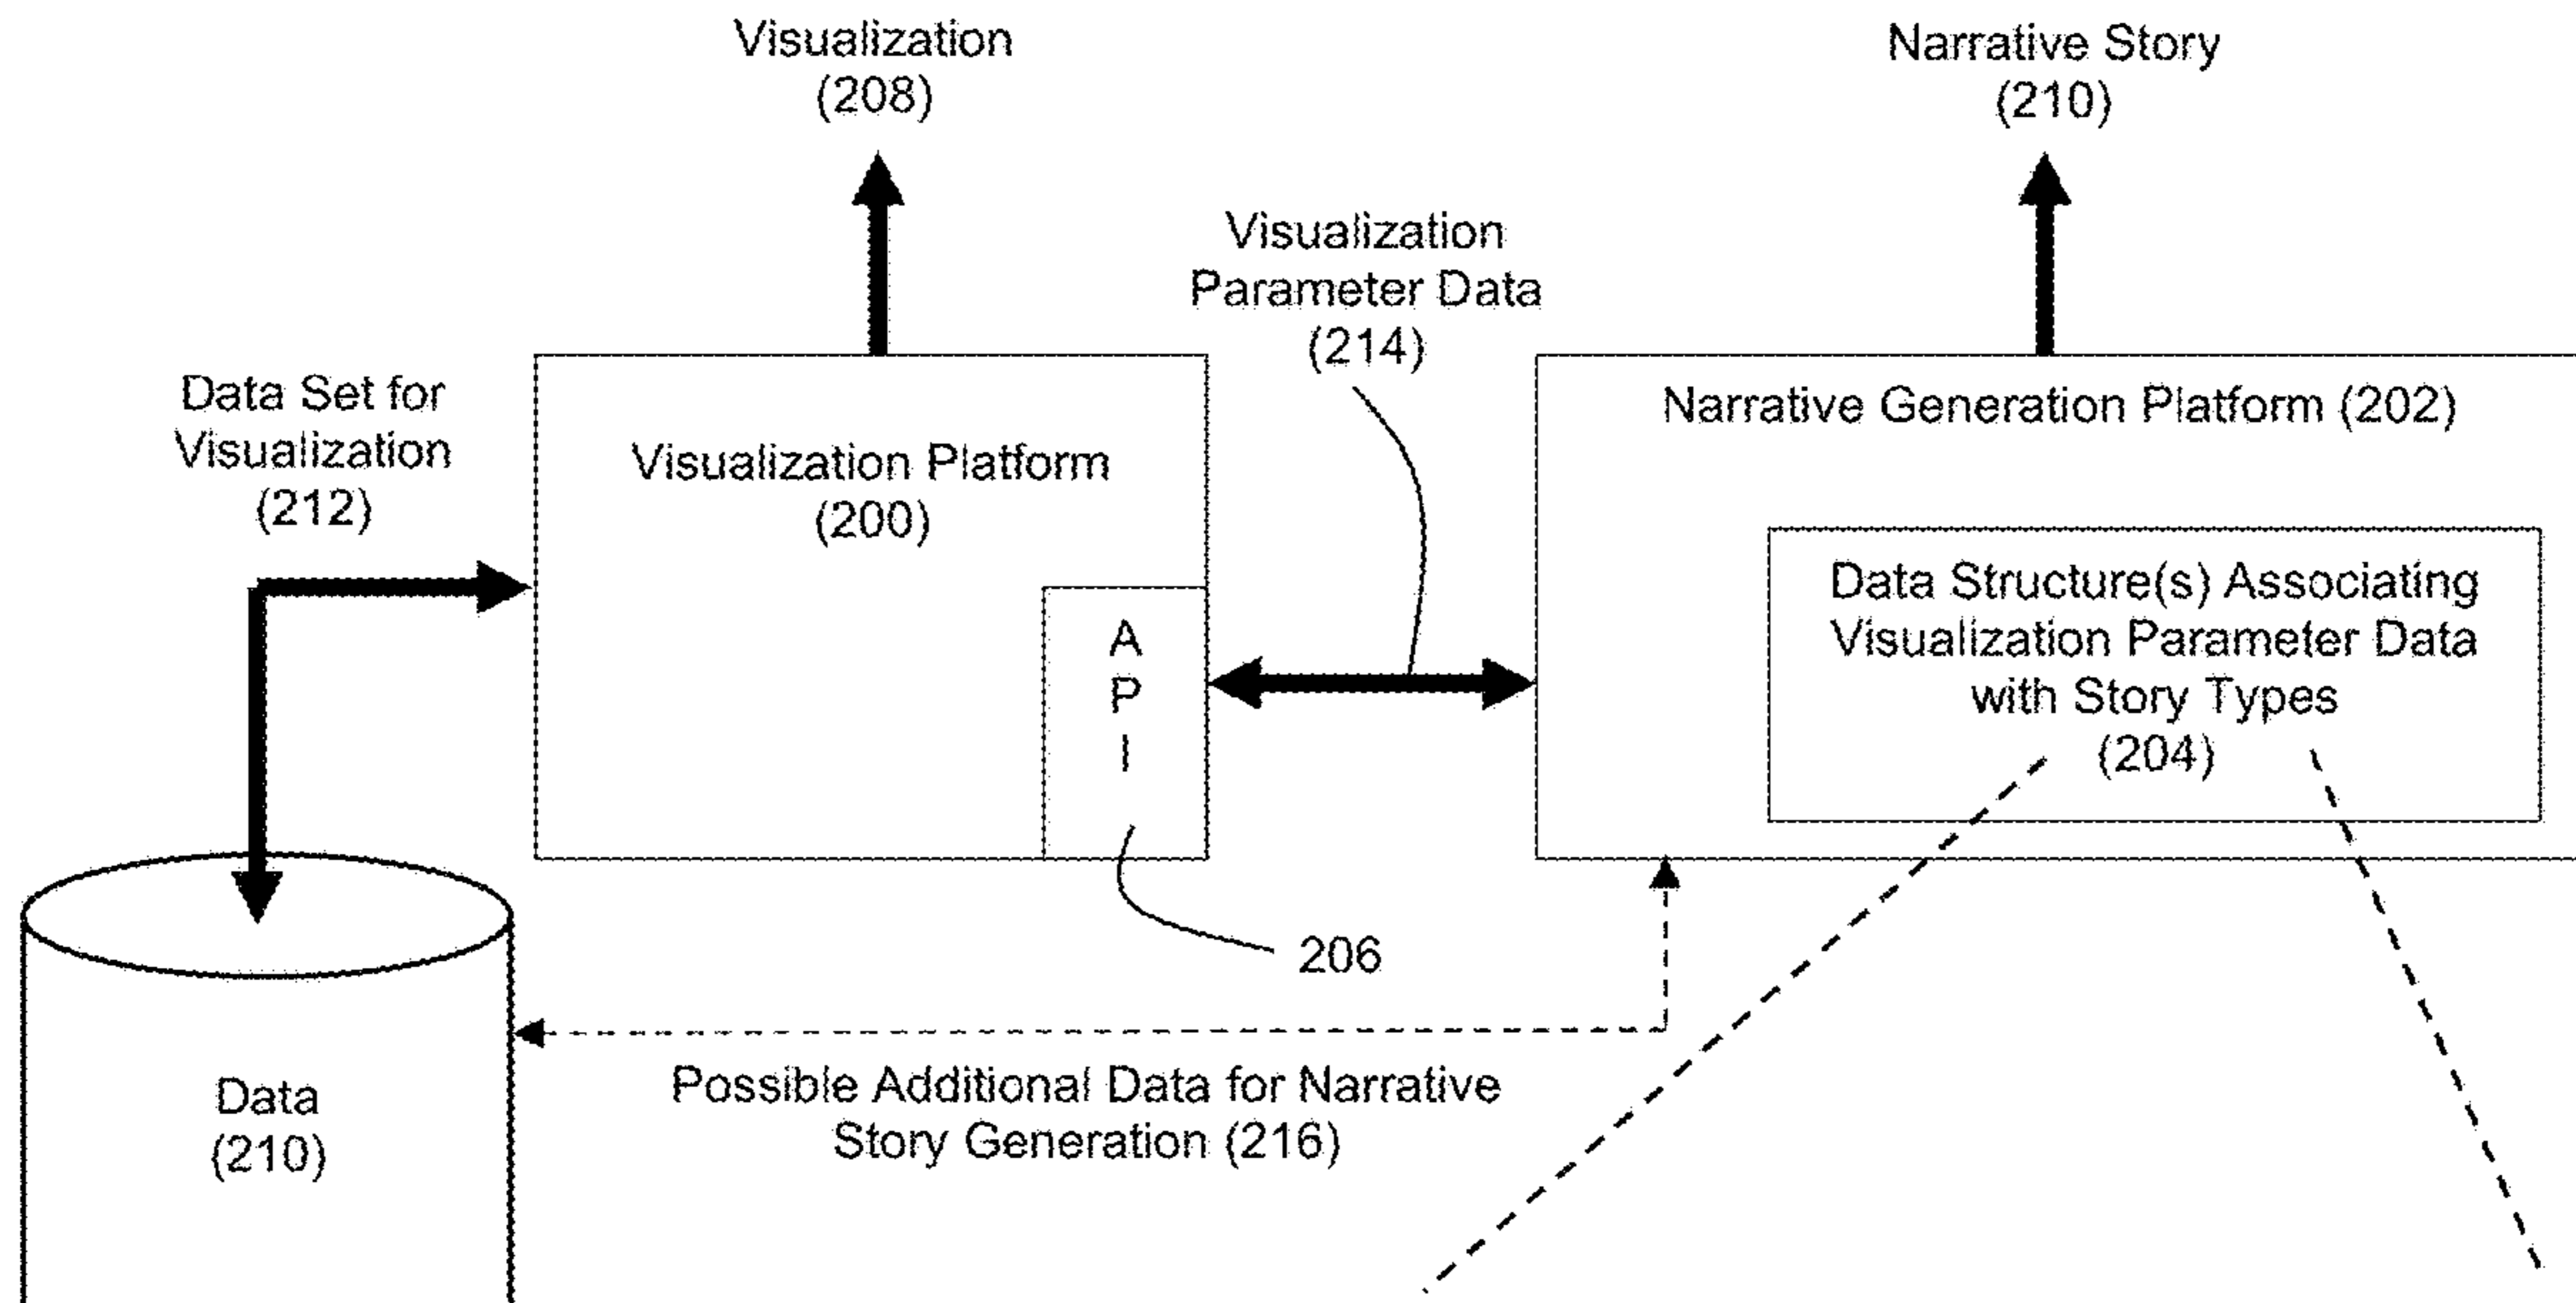 Visualization
(208)
Narrative Story
(210)
Visualization
Parameter Data
(214)
Data Set for
Visualization
(212)
Visualization Platform
(200)
Narrative Generation Platform (202)
Data Structure(s) Associating
Visualization Parameter Data
with Story Types
(204)
A
P
I
206
Possible Additional Data for Narrative
Story Generation (216)
Data
(210)